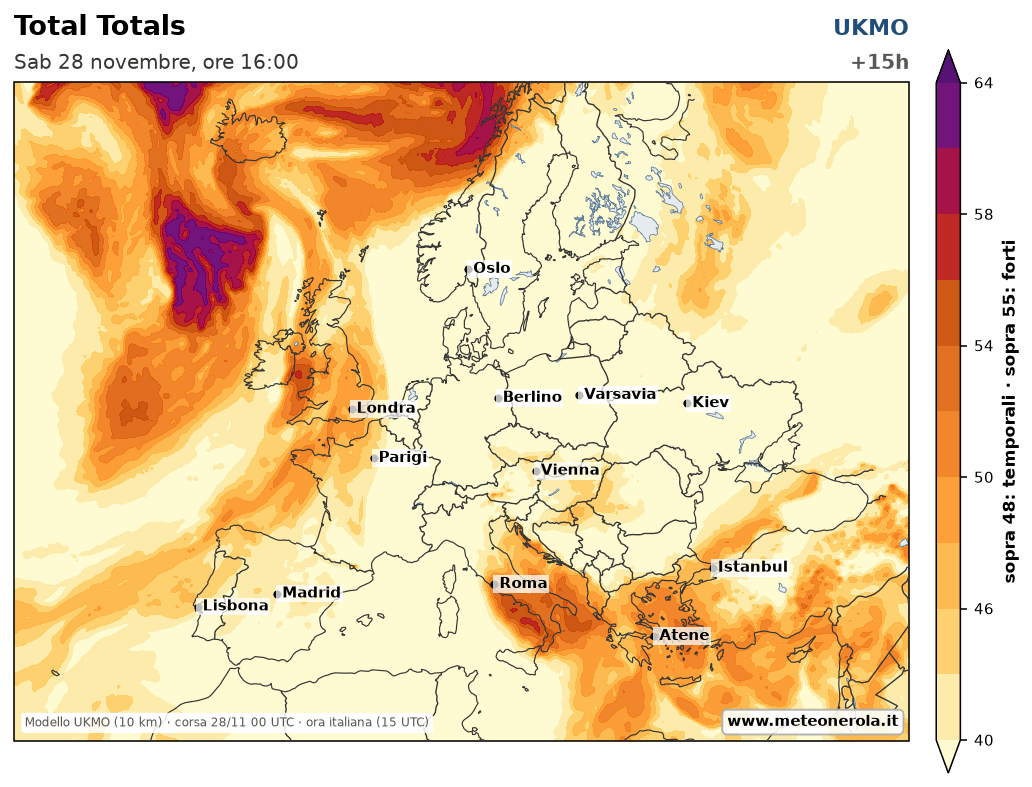 Total Totals
UKMO
Sab 28 novembre, ore 16:00
+15h
64
58
54
50
46
40
sopra 48: temporali · sopra 55: forti
Oslo
Berlino
Varsavia
Kiev
Londra
Parigi
Vienna
Istanbul
Roma
Madrid
Lisbona
Atene
Modello UKMO (10 km) · corsa 28/11 00 UTC · ora italiana (15 UTC)
www.meteonerola.it